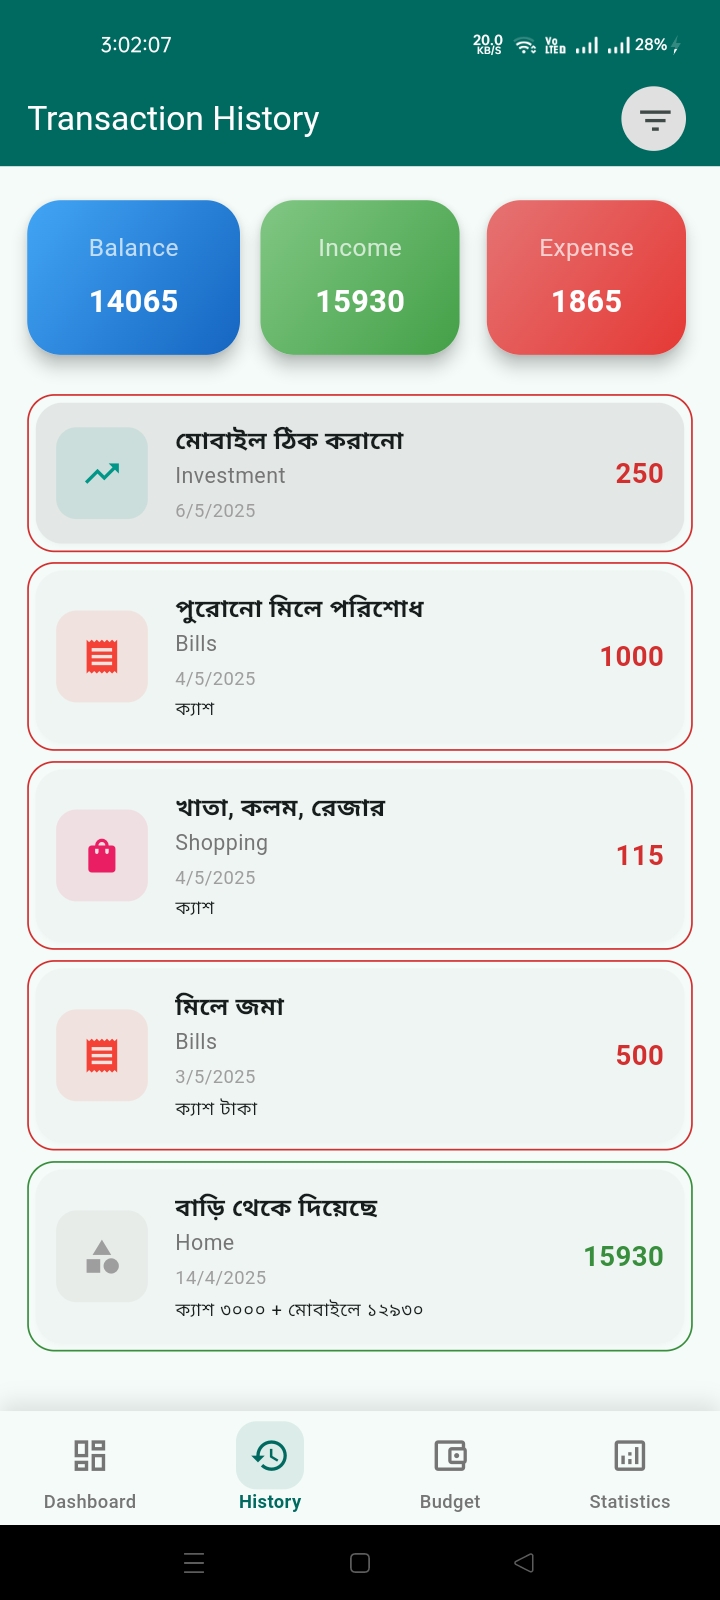 3:02:07
20.0 KB/S Vo LTE 28%
Transaction History
Balance
14065
Income
15930
Expense
1865
মোবাইল ঠিক করানো
Investment
6/5/2025
250
পুরোনো মিলে পরিশোধ
Bills
4/5/2025
ক্যাশ
1000
খাতা, কলম, রেজার
Shopping
4/5/2025
ক্যাশ
115
মিলে জমা
Bills
3/5/2025
ক্যাশ টাকা
500
বাড়ি থেকে দিয়েছে
Home
14/4/2025
ক্যাশ ৩০০০ + মোবাইলে ১২৯৩০
15930
Dashboard
History
Budget
Statistics